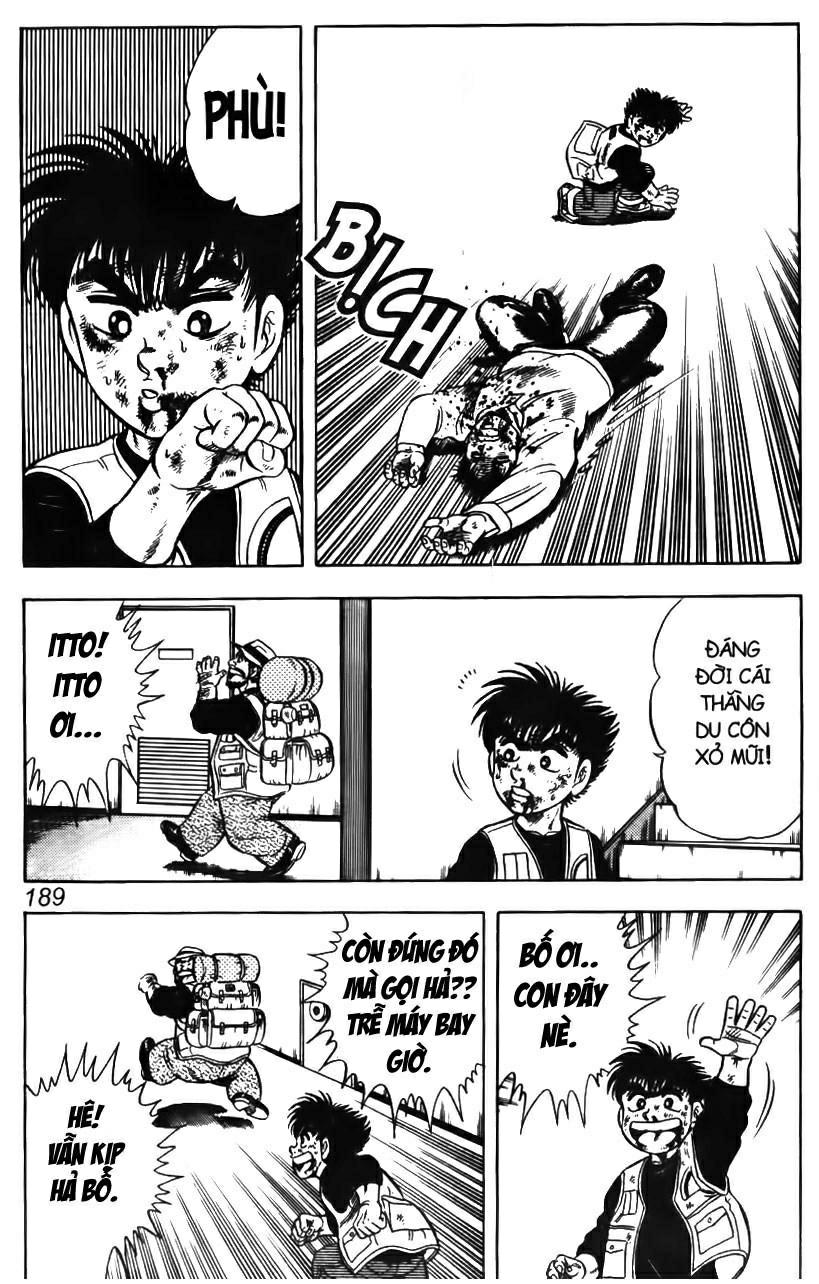 BỊCH
PHÙ!
ĐÁNG
ĐỜI CÁI
THẰNG
DU CÔN
XỎ MŨI!
ITTO!
ITTO
ƠI...
189
BỐ ƠI..
CON ĐÂY
NÈ.
CÒN ĐỨNG ĐÓ
MÀ GỌI HẢ??
TRỄ MÁY BAY
GIỜ.
HÊ!
VẪN KỊP
HẢ BỐ.